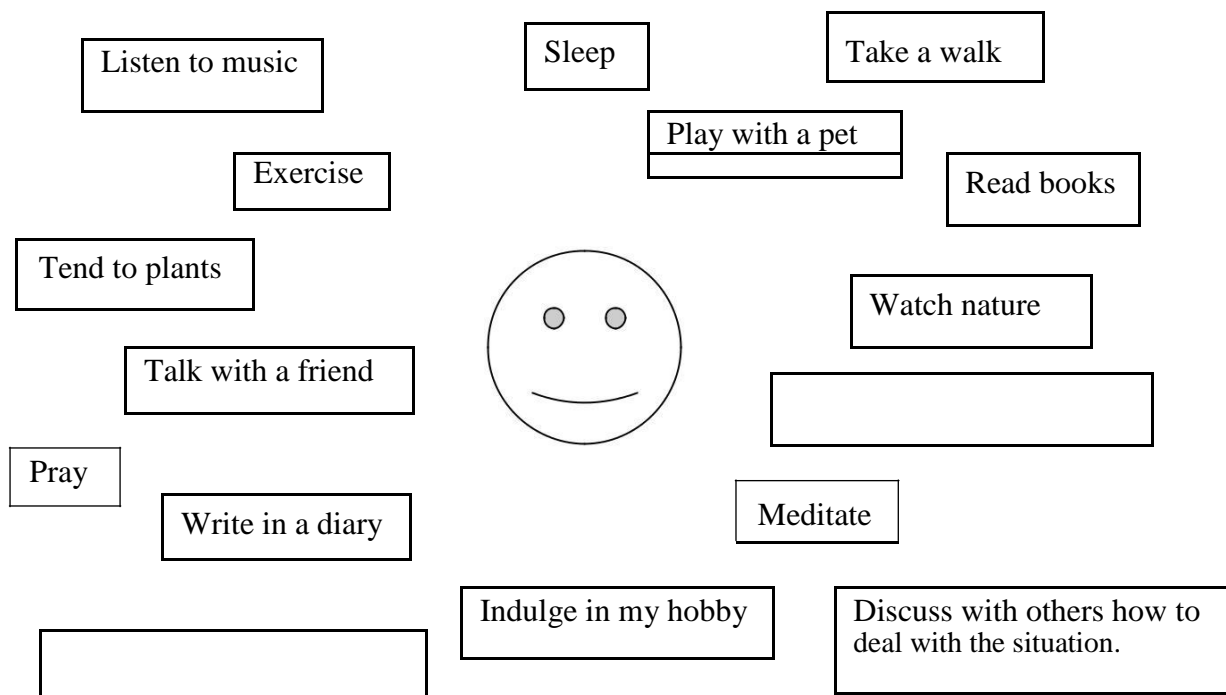 Listen to music
Sleep
Take a walk
Play with a pet
Exercise
Read books
Tend to plants
Watch nature
Talk with a friend
Pray
Write in a diary
Meditate
Indulge in my hobby
Discuss with others how to
deal with the situation.